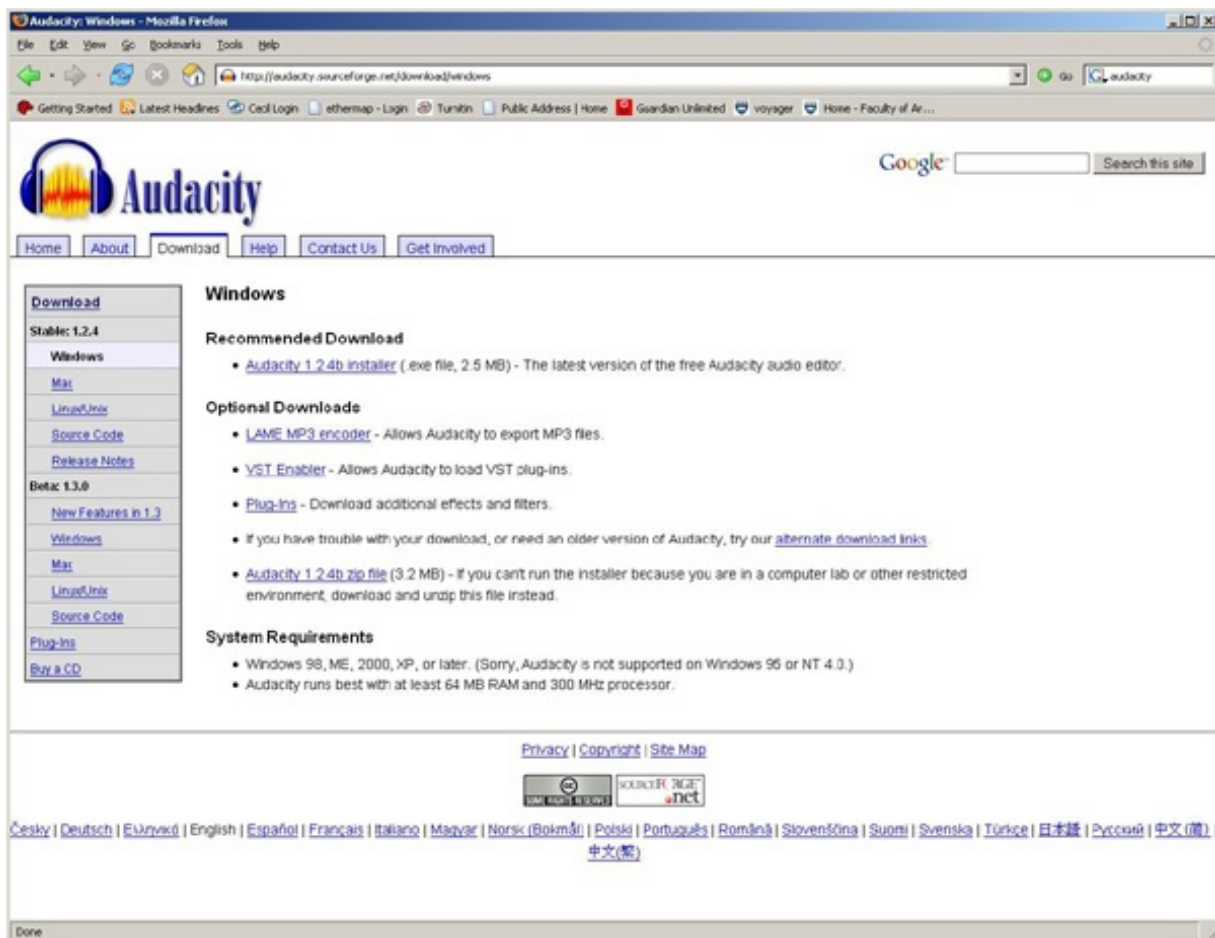 Audacity: Windows - Mozilla Firefox
File Edit View Go Bookmarks Tools Help
http://audacity.sourceforge.net/download/windows Go audacity
Getting Started Latest Headlines Cecil Login ethermap - Login Turnitin Public Address | Home Guardian Unlimited voyager Home - Faculty of Ar...
Audacity
Google Search this site
Home About Download Help Contact Us Get Involved
Download
Stable: 1.2.4
Windows
Mac
Linux/Unix
Source Code
Release Notes
Beta: 1.3.0
New Features in 1.3
Windows
Mac
Linux/Unix
Source Code
Plug-Ins
Buy a CD
Windows
Recommended Download
• Audacity 1.2.4b installer (.exe file, 2.5 MB) - The latest version of the free Audacity audio editor.
Optional Downloads
• LAME MP3 encoder - Allows Audacity to export MP3 files.
• VST Enabler - Allows Audacity to load VST plug-ins.
• Plug-Ins - Download additional effects and filters.
• If you have trouble with your download, or need an older version of Audacity, try our alternate download links.
• Audacity 1.2.4b zip file (3.2 MB) - If you can't run the installer because you are in a computer lab or other restricted
environment, download and unzip this file instead.
System Requirements
• Windows 98, ME, 2000, XP, or later. (Sorry, Audacity is not supported on Windows 95 or NT 4.0.)
• Audacity runs best with at least 64 MB RAM and 300 MHz processor.
Privacy | Copyright | Site Map
SOME RIGHTS RESERVED
SOURCEFORGE
.net
Česky | Deutsch | Ελληνικά | English | Español | Français | Italiano | Magyar | Norsk (Bokmål) | Polski | Português | Română | Slovenščina | Suomi | Svenska | Türkçe | 日本語 | Русский | 中文(简) |
中文(繁)
Done